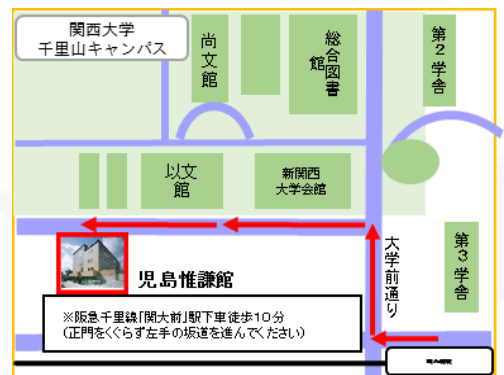 関西大学
千里山キャンパス
尚文館
総合図書館
第2学舎
以文館
新関西
大学会館
児島惟謙館
大学前通り
第3学舎
※阪急千里線「関大前」駅下車徒歩10分
(正門をくぐらず左手の坂道を進んでください)